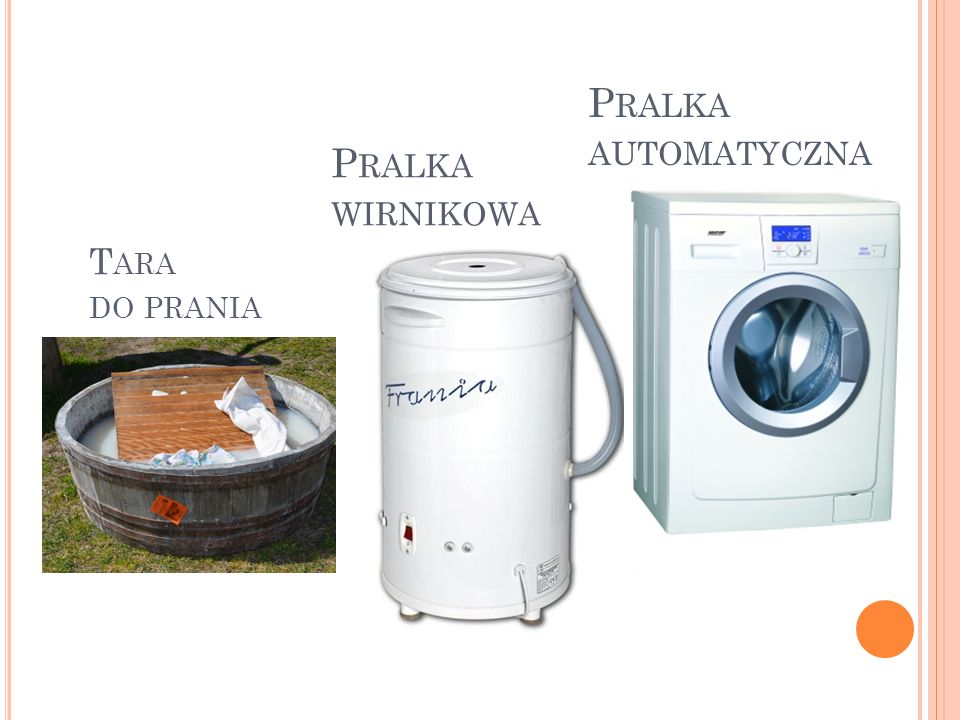 Tara
do prania
Pralka
wirnikowa
Pralka
automatyczna
Frania